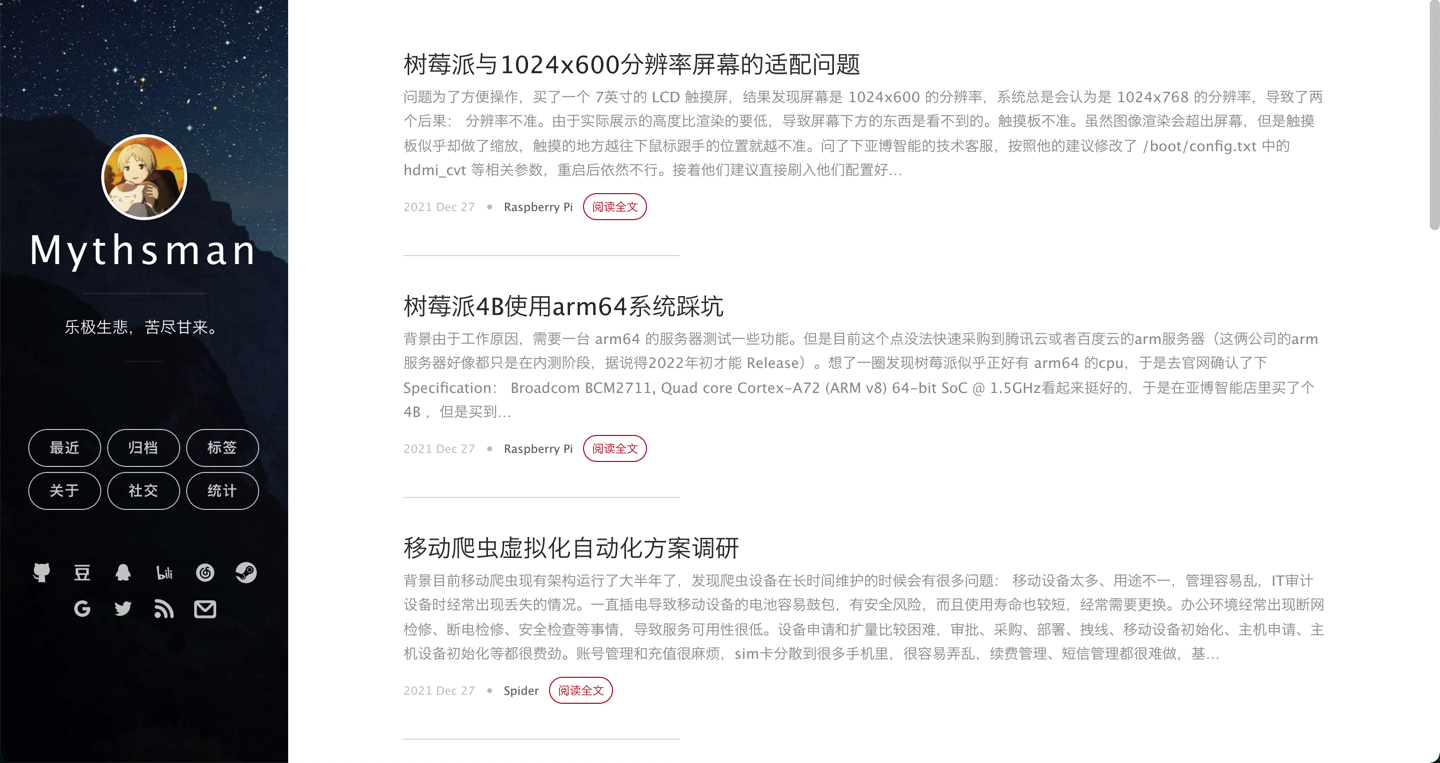 Mythsman
乐极生悲，苦尽甘来。
最近 归档 标签
关于 社交 统计
豆 bili
G
树莓派与1024x600分辨率屏幕的适配问题
问题为了方便操作，买了一个 7英寸的 LCD 触摸屏，结果发现屏幕是 1024x600 的分辨率，系统总是会认为是 1024x768 的分辨率，导致了两
个后果： 分辨率不准。由于实际展示的高度比渲染的要低，导致屏幕下方的东西是看不到的。触摸板不准。虽然图像渲染会超出屏幕，但是触摸
板似乎却做了缩放，触摸的地方越往下鼠标跟手的位置就越不准。问了下亚博智能的技术客服，按照他的建议修改了 /boot/config.txt 中的
hdmi_cvt 等相关参数，重启后依然不行。接着他们建议直接刷入他们配置好...
2021 Dec 27 • Raspberry Pi 阅读全文
树莓派4B使用arm64系统踩坑
背景由于工作原因，需要一台 arm64 的服务器测试一些功能。但是目前这个点没法快速采购到腾讯云或者百度云的arm服务器（这俩公司的arm
服务器好像都只是在内测阶段，据说得2022年初才能 Release）。想了一圈发现树莓派似乎正好有 arm64 的cpu，于是去官网确认了下
Specification： Broadcom BCM2711, Quad core Cortex-A72 (ARM v8) 64-bit SoC @ 1.5GHz看起来挺好的，于是在亚博智能店里买了个
4B ，但是买到...
2021 Dec 27 • Raspberry Pi 阅读全文
移动爬虫虚拟化自动化方案调研
背景目前移动爬虫现有架构运行了大半年了，发现爬虫设备在长时间维护的时候会有很多问题： 移动设备太多、用途不一，管理容易乱，IT审计
设备时经常出现丢失的情况。一直插电导致移动设备的电池容易鼓包，有安全风险，而且使用寿命也较短，经常需要更换。办公环境经常出现断网
检修、断电检修、安全检查等事情，导致服务可用性很低。设备申请和扩量比较困难，审批、采购、部署、拽线、移动设备初始化、主机申请、主
机设备初始化等都很费劲。账号管理和充值很麻烦，sim卡分散到很多手机里，很容易弄乱，续费管理、短信管理都很难做，基...
2021 Dec 27 • Spider 阅读全文